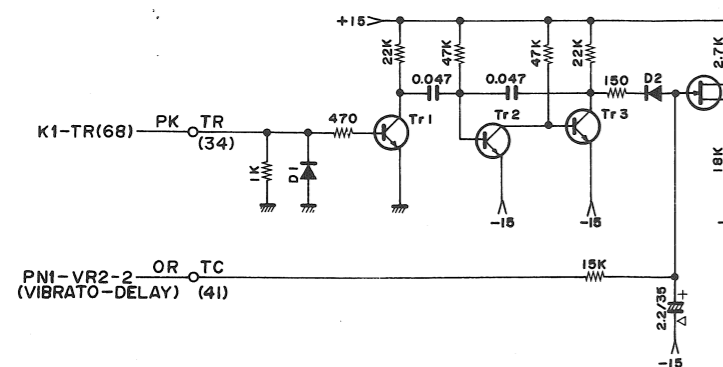 +15
22K
47K
47K
22K
2.7K
0.047
0.047
150
D2
K1-TR(68)
PK
TR
(34)
470
Tr1
Tr2
Tr3
1K
D1
18K
-15
-15
PN1-VR2-2
(VIBRATO-DELAY)
OR
TC
(41)
15K
2.2/35
+
-15